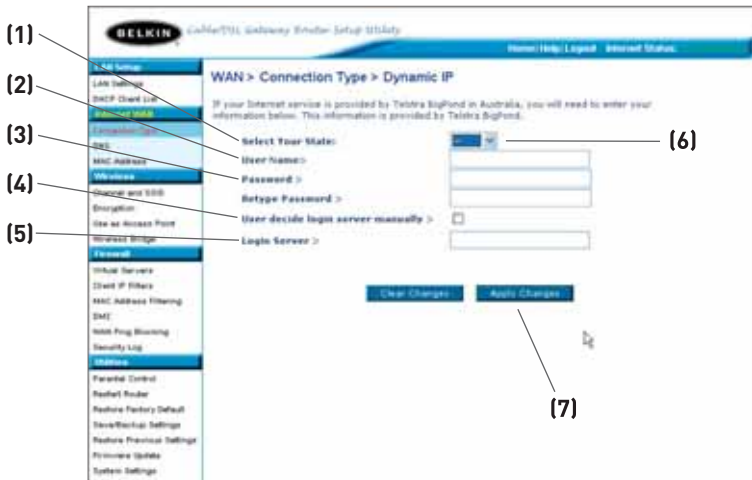 BELKIN Cable/DSL Gateway Router Setup Utility
Home|Help|Logout Internet Status:
LAN Setup
LAN Settings
DHCP Client List
Internet WAN
Connection Type
DNS
MAC Address
Wireless
Channel and SSID
Encryption
Use as Access Point
Wireless Bridge
Firewall
Virtual Servers
Client IP Filters
MAC Address Filtering
DMZ
WAN Ping Blocking
Security Log
Utilities
Parental Control
Restart Router
Restore Factory Default
Save/Backup Settings
Restore Previous Settings
Firmware Update
System Settings
WAN > Connection Type > Dynamic IP
If your Internet service is provided by Telstra BigPond in Australia, you will need to enter your
information below. This information is provided by Telstra BigPond.
(1) Select Your State:
(2) User Name>
(3) Password >
Retype Password >
(4) User decide login server manually >
(5) Login Server >
(6)
Clear Changes Apply Changes
(7)